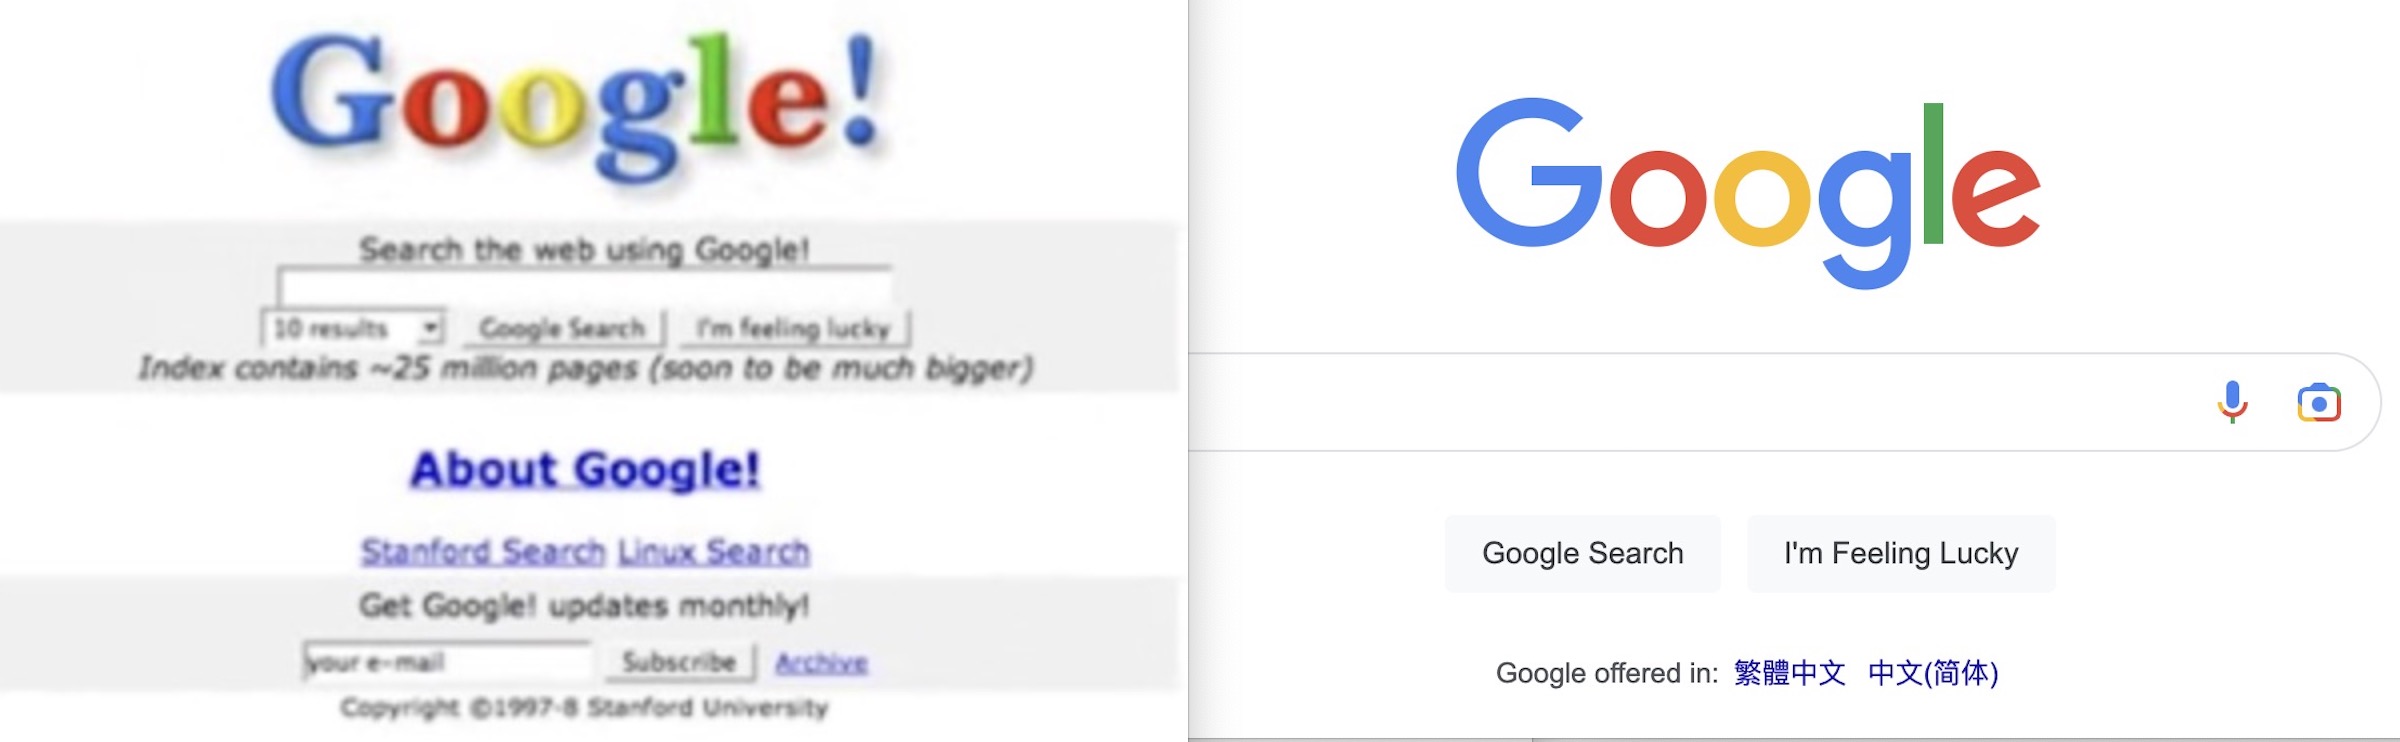 Google!
Search the web using Google!
10 results Google Search I'm feeling lucky
Index contains ~25 million pages (soon to be much bigger)
About Google!
Stanford Search Linux Search
Get Google! updates monthly!
your e-mail Subscribe Archive
Copyright ©1997-8 Stanford University
Google
Google Search I'm Feeling Lucky
Google offered in: 繁體中文 中文(简体)